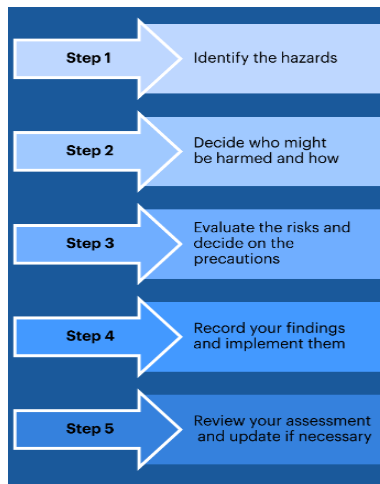 Step 1
Identify the hazards
Step 2
Decide who might
be harmed and how
Step 3
Evaluate the risks and
decide on the
precautions
Step 4
Record your findings
and implement them
Step 5
Review your assessment
and update if necessary